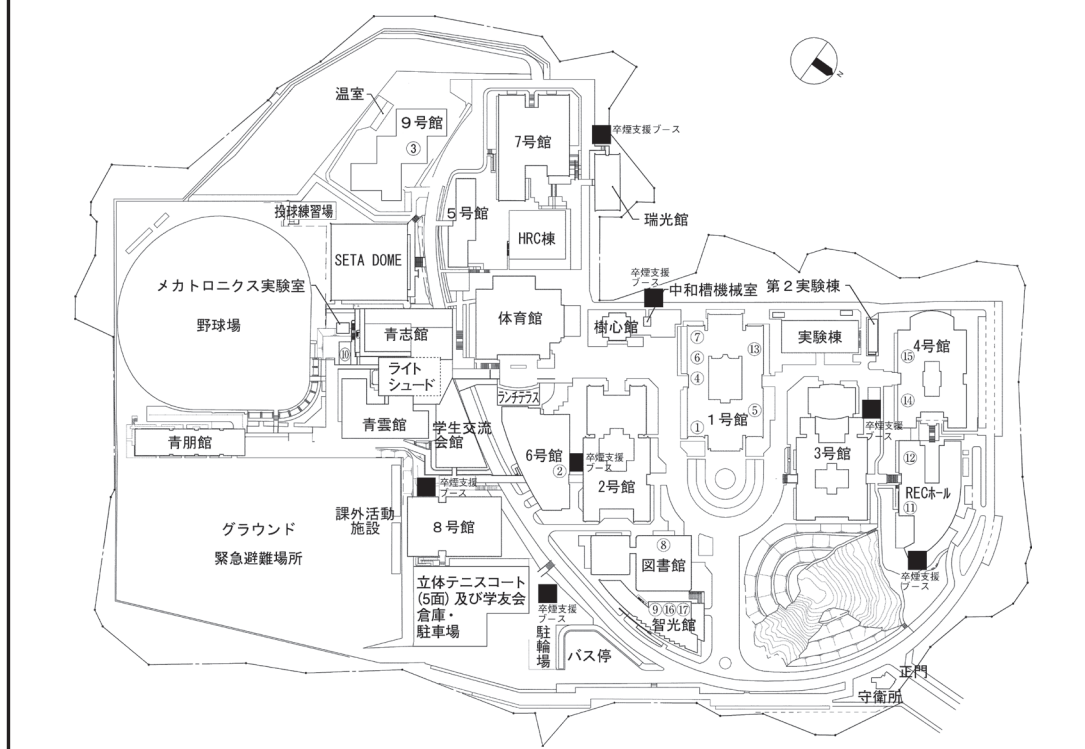 N
温室
9号館
③
7号館
卒煙支援ブース
瑞光館
投球練習場
5号館
HRC棟
SETA DOME
メカトロニクス実験室
野球場
⑩
青志館
ライト
シュード
体育館
ランチテラス
卒煙支援
ブース
中和槽機械室
樹心館
第2実験棟
実験棟
4号館
⑮
⑭
⑦
⑥
④
①
⑬
⑤
1号館
青雲館
学生交流
会館
青朋館
6号館
②
卒煙支援
ブース
2号館
3号館
卒煙支援
ブース
⑫
RECホール
⑪
卒煙支援
ブース
卒煙支援
ブース
課外活動
施設
8号館
グラウンド
緊急避難場所
⑧
図書館
⑨⑯⑰
智光館
立体テニスコート
(5面)及び学友会
倉庫・
駐車場
卒煙支援
ブース
駐輪場
バス停
正門
守衛所